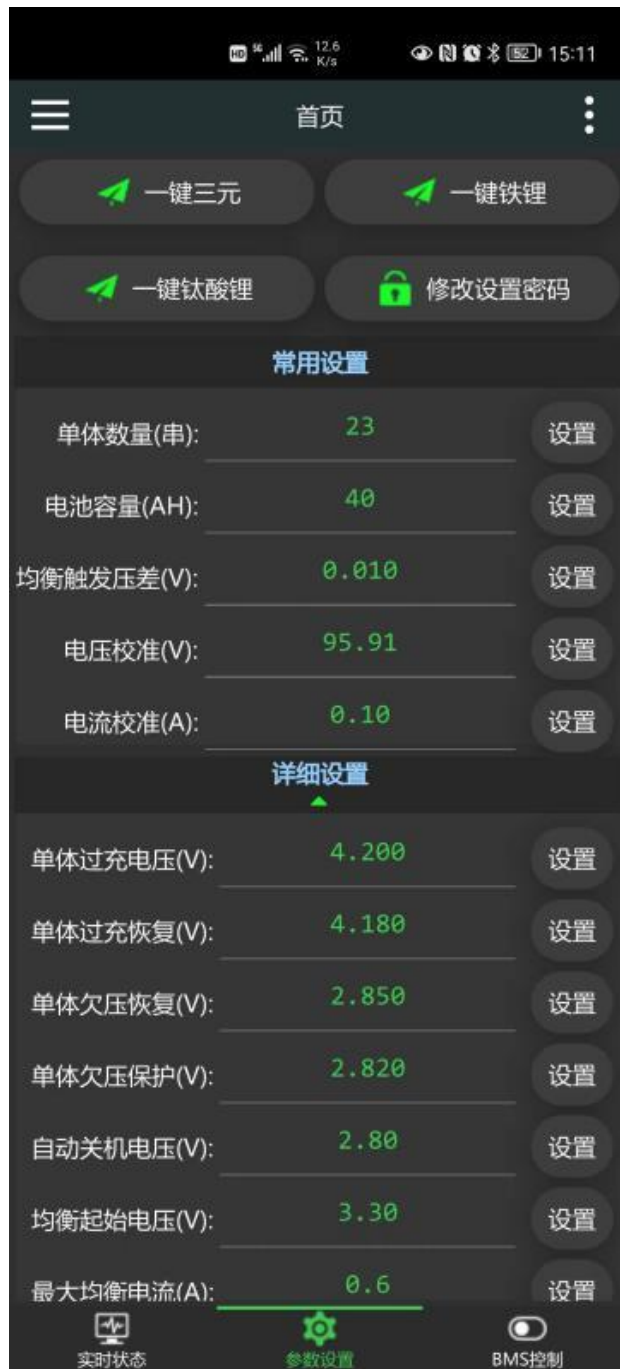 HD 5G 12.6 K/s N 52 15:11
首页
一键三元 一键铁锂
一键钛酸锂 修改设置密码
常用设置
单体数量(串): 23 设置
电池容量(AH): 40 设置
均衡触发压差(V): 0.010 设置
电压校准(V): 95.91 设置
电流校准(A): 0.10 设置
详细设置
单体过充电压(V): 4.200 设置
单体过充恢复(V): 4.180 设置
单体欠压恢复(V): 2.850 设置
单体欠压保护(V): 2.820 设置
自动关机电压(V): 2.80 设置
均衡起始电压(V): 3.30 设置
最大均衡电流(A): 0.6 设置
实时状态 参数设置 BMS控制